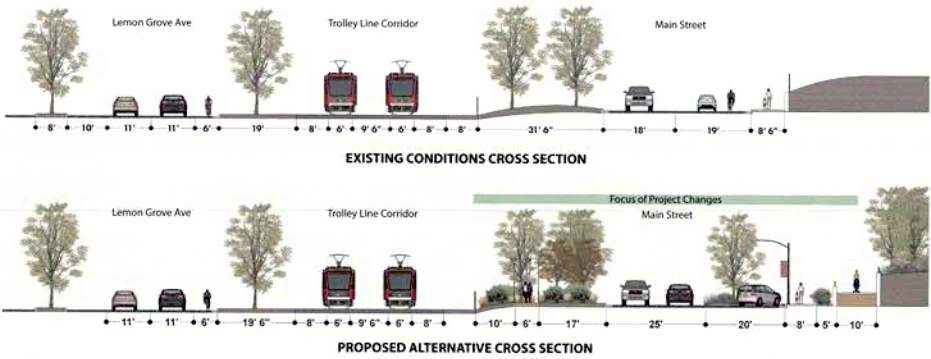 Lemon Grove Ave
Trolley Line Corridor
Main Street
8' 10' 11' 11' 6' 19' 8' 6' 9' 6" 6' 8' 8' 31' 6" 18' 19' 8' 6"
EXISTING CONDITIONS CROSS SECTION
Focus of Project Changes
Lemon Grove Ave
Trolley Line Corridor
Main Street
11' 11' 6' 19' 6" 8' 6' 9' 6" 6' 8' 10' 6' 17' 25' 20' 8' 5' 10'
PROPOSED ALTERNATIVE CROSS SECTION